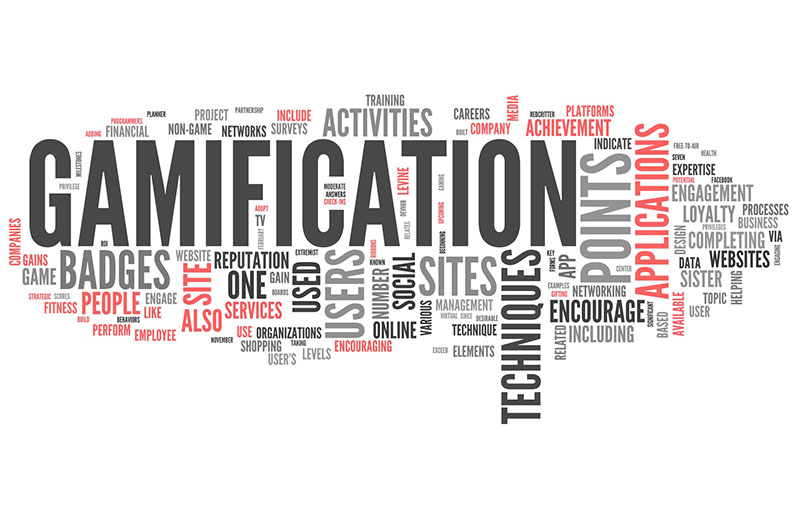 TRAINING
ACTIVITIES
CAREERS
MEDIA
REDCRITTER
PLATFORMS
BUILT
COMPANY
ACHIEVEMENT
PLANNER
PROJECT
PARTNERSHIP
INCLUDE
PROGRAMMERS
ADDING
FINANCIAL
NON-GAME
NETWORKS
SURVEYS
INDICATE
FREE-TO-AIR
SEVEN
HEALTH
EXPERTISE
POTENTIAL
FACEBOOK
MILESTONES
PRIVILEGE
GAMIFICATION
MODERATE
ANSWERS
CHECK-INS
LEVINE
DEVHUB
RELATES
GAMING
UPCOMING
BEGINNING
ADOPT
TV
FEBRUARY
ROI
RIBBONS
POINTS
APPLICATIONS
ENGAGEMENT
LOYALTY
PROCESSES
PRIVILEGES
BUSINESS
DESIGN
COMPLETING
VIA
ENGAGING
COMPANIES
GAINS
GAME
BADGES
SITE
WEBSITE
REPUTATION
EXTREMIST
ONE
GAIN
BOARDS
USED
USERS
KNOWN
NUMBER
SOCIAL
SITES
TECHNIQUES
APP
KEY
FORMS
CENTER
DATA
WEBSITES
SISTER
HELPING
STRATEGIC
SCORES
FITNESS
PEOPLE
ENGAGE
LIKE
BUILD
BEHAVIORS
PERFORM
EMPLOYEE
ALSO
SERVICES
MANAGEMENT
VARIOUS
VIRTUAL
SINCE
DESIRABLE
EXAMPLES
GIFTING
NETWORKING
ENCOURAGE
SIGNIFICANT
BASED
AVAILABLE
TOPIC
USER
NOVEMBER
USE
ORGANIZATIONS
SHOPPING
TAKING
USER'S
LEVELS
ONLINE
ENCOURAGING
TECHNIQUE
EXCEED
ELEMENTS
RELATED
INCLUDING